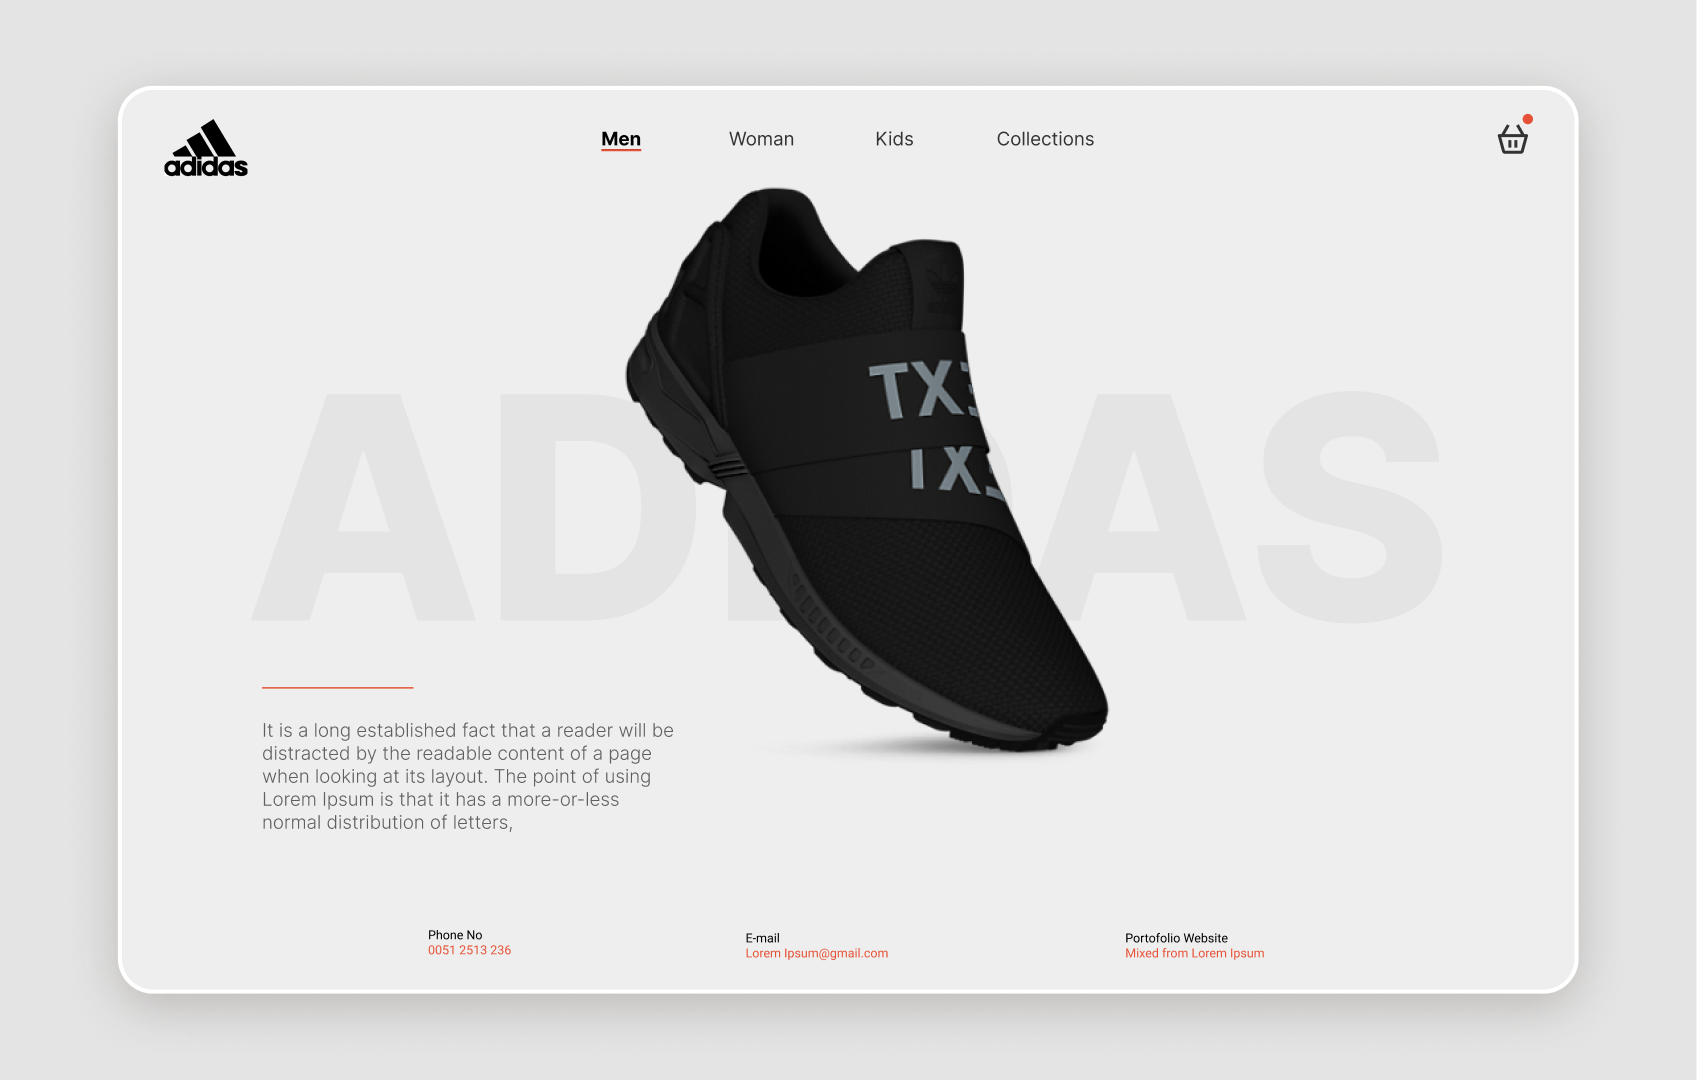 adidas
Men
Woman
Kids
Collections
ADIDAS
TX3
TX3
It is a long established fact that a reader will be
distracted by the readable content of a page
when looking at its layout. The point of using
Lorem Ipsum is that it has a more-or-less
normal distribution of letters,
Phone No
0051 2513 236
E-mail
Lorem Ipsum@gmail.com
Portofolio Website
Mixed from Lorem Ipsum